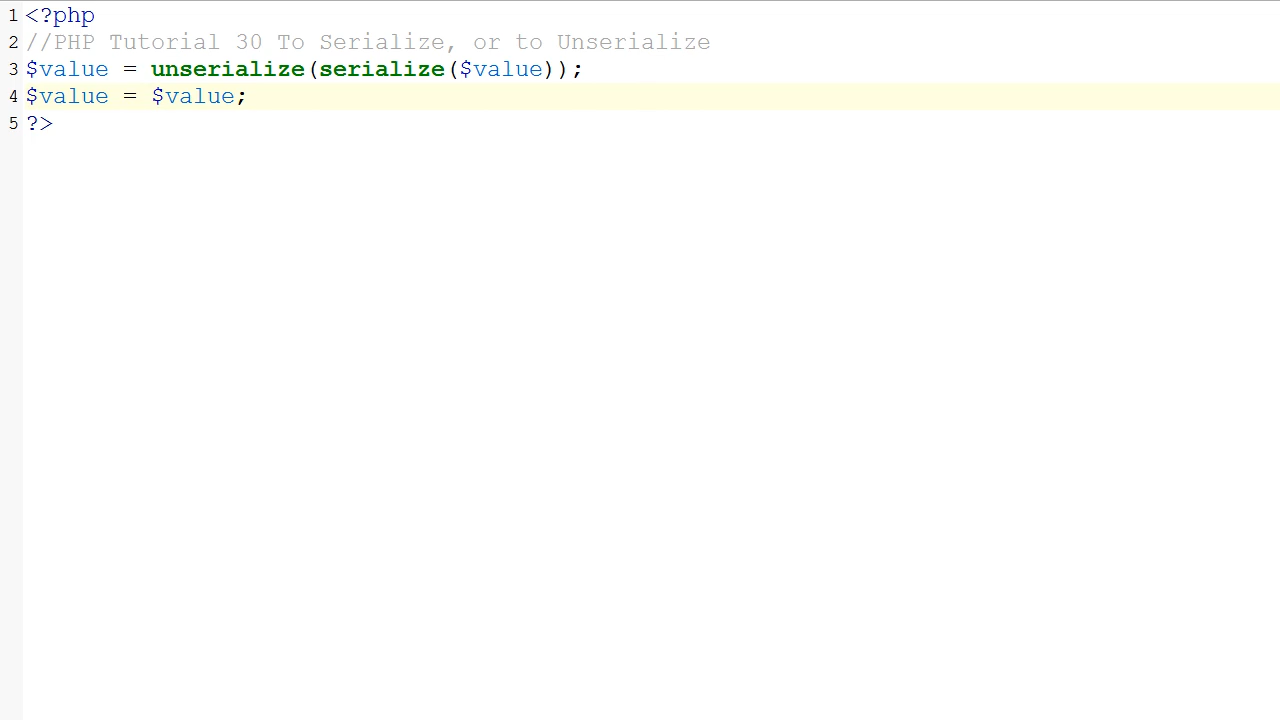 1 <?php
2 //PHP Tutorial 30 To Serialize, or to Unserialize
3 $value = unserialize(serialize($value));
4 $value = $value;
5 ?>